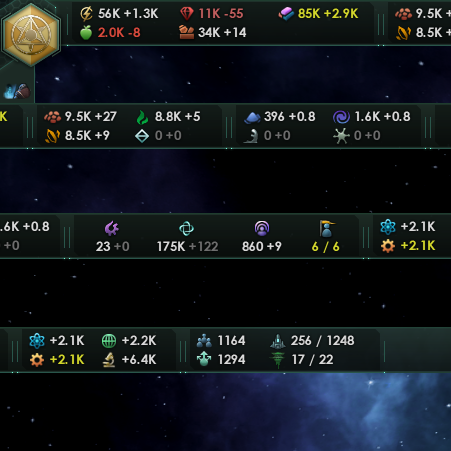 56K +1.3K 11K -55 85K +2.9K 9.5K +
2.0K -8 34K +14 8.5K +
K 9.5K +27 8.8K +5 396 +0.8 1.6K +0.8
8.5K +9 0 +0 0 +0 0 +0
.6K +0.8 +2.1K
+0 23 +0 175K +122 860 +9 6 / 6 +2.1K
+2.1K +2.2K 1164 256 / 1248
+2.1K +6.4K 1294 17 / 22